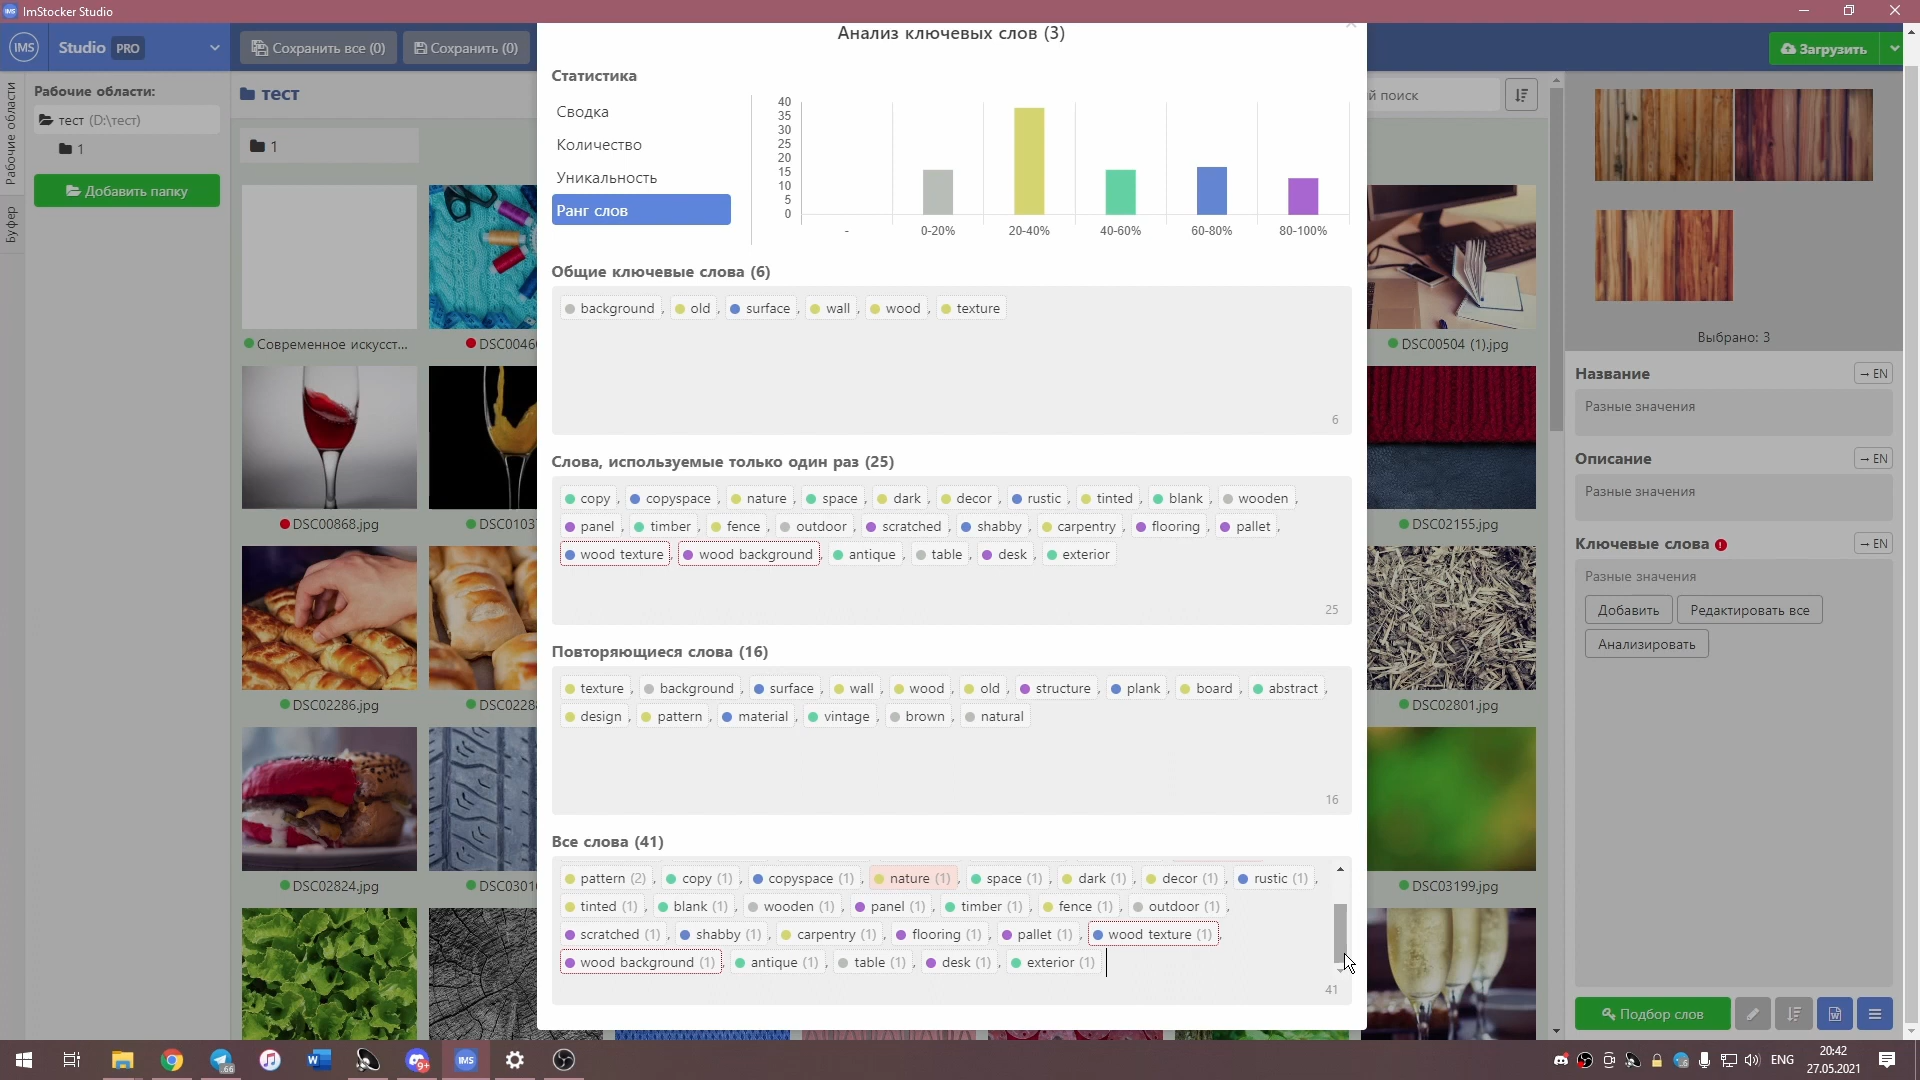 ImStocker Studio
IMS Studio PRO
Сохранить все (0) Сохранить (0)
Загрузить
Рабочие области
Буфер
Рабочие области:
тест (D:\тест)
1
Добавить папку
тест
й поиск
1
Современное искусст...
DSC0046
DSC00504 (1).jpg
DSC00868.jpg
DSC0103
DSC02155.jpg
DSC02286.jpg
DSC0228
DSC02801.jpg
DSC02824.jpg
DSC0301
DSC03199.jpg
Анализ ключевых слов (3)
Статистика
Сводка
Количество
Уникальность
Ранг слов
40
35
30
25
20
15
10
5
0
- 0-20% 20-40% 40-60% 60-80% 80-100%
Общие ключевые слова (6)
background , old , surface , wall , wood , texture
6
Слова, используемые только один раз (25)
copy , copyspace , nature , space , dark , decor , rustic , tinted , blank , wooden ,
panel , timber , fence , outdoor , scratched , shabby , carpentry , flooring , pallet ,
wood texture , wood background , antique , table , desk , exterior
25
Повторяющиеся слова (16)
texture , background , surface , wall , wood , old , structure , plank , board , abstract ,
design , pattern , material , vintage , brown , natural
16
Все слова (41)
pattern (2) , copy (1) , copyspace (1) , nature (1) , space (1) , dark (1) , decor (1) , rustic (1) ,
tinted (1) , blank (1) , wooden (1) , panel (1) , timber (1) , fence (1) , outdoor (1) ,
scratched (1) , shabby (1) , carpentry (1) , flooring (1) , pallet (1) , wood texture (1) ,
wood background (1) , antique (1) , table (1) , desk (1) , exterior (1)
41
Выбрано: 3
Название → EN
Разные значения
Описание → EN
Разные значения
Ключевые слова → EN
Разные значения
Добавить Редактировать все
Анализировать
Подбор слов
ENG
20:42
27.05.2021